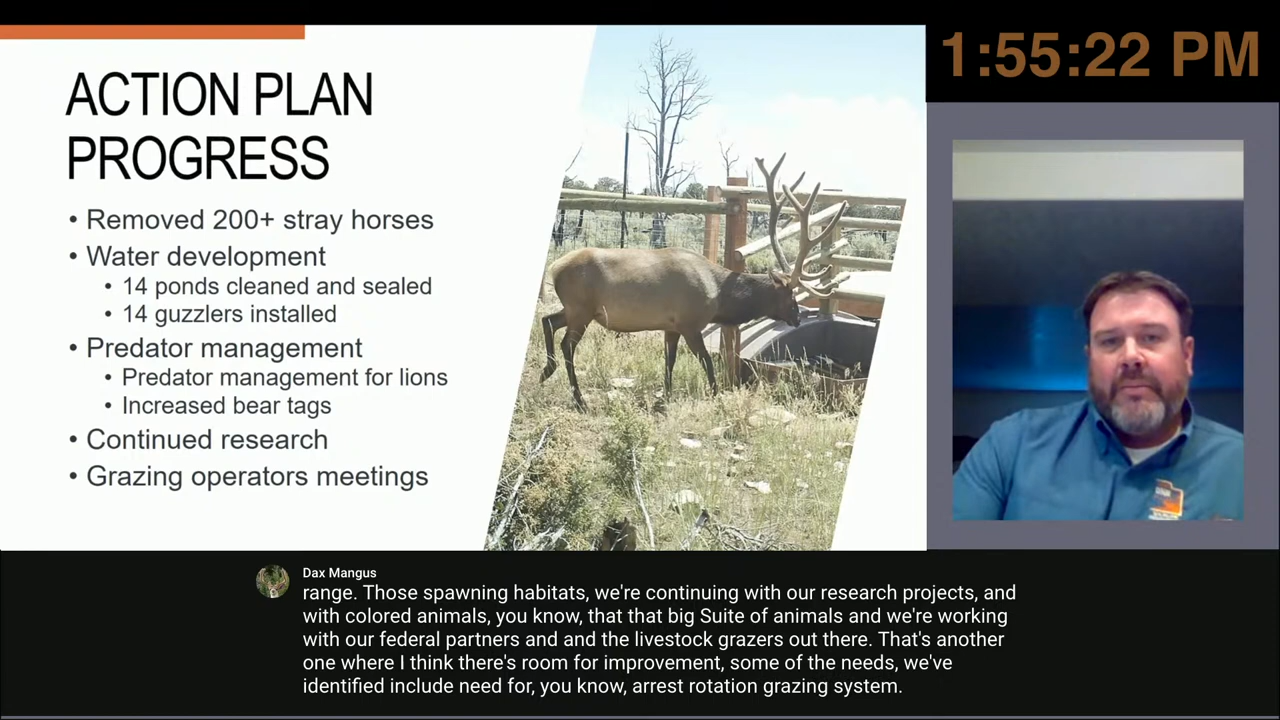 1:55:22 PM
ACTION PLAN
PROGRESS
• Removed 200+ stray horses
• Water development
• 14 ponds cleaned and sealed
• 14 guzzlers installed
• Predator management
• Predator management for lions
• Increased bear tags
• Continued research
• Grazing operators meetings
Dax Mangus
range. Those spawning habitats, we're continuing with our research projects, and
with colored animals, you know, that that big Suite of animals and we're working
with our federal partners and and the livestock grazers out there. That's another
one where I think there's room for improvement, some of the needs, we've
identified include need for, you know, arrest rotation grazing system.